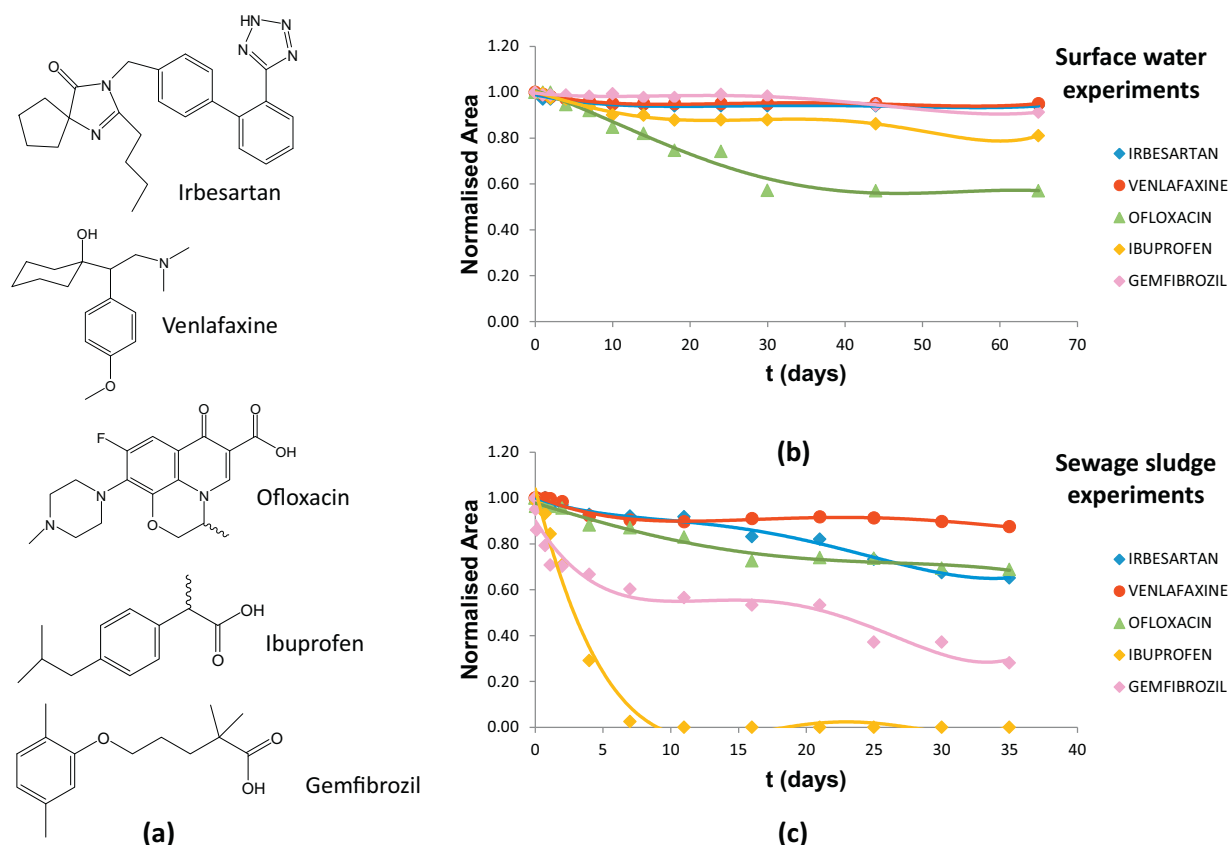 HN
N
N
N
O
N
N
Irbesartan
OH
N
Venlafaxine
O
O
O
F
OH
N
N
N
O
Ofloxacin
OH
O
Ibuprofen
O
O
OH
Gemfibrozil
(a)
Surface water
experiments
Normalised Area
1.20
1.00
0.80
0.60
0.40
0.20
0.00
0 10 20 30 40 50 60 70
t (days)
IRBESARTAN
VENLAFAXINE
OFLOXACIN
IBUPROFEN
GEMFIBROZIL
(b)
Sewage sludge
experiments
Normalised Area
1.20
1.00
0.80
0.60
0.40
0.20
0.00
0 5 10 15 20 25 30 35 40
t (days)
IRBESARTAN
VENLAFAXINE
OFLOXACIN
IBUPROFEN
GEMFIBROZIL
(c)